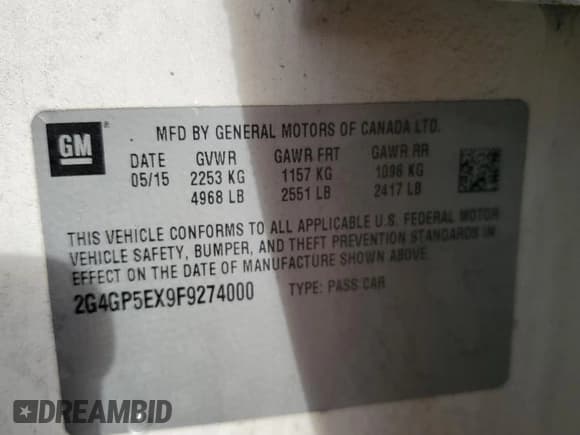 GM
MFD BY GENERAL MOTORS OF CANADA LTD.
DATE GVWR GAWR FRT GAWR RR
05/15 2253 KG 1157 KG 1096 KG
4968 LB 2551 LB 2417 LB
THIS VEHICLE CONFORMS TO ALL APPLICABLE U.S. FEDERAL MOTOR
VEHICLE SAFETY, BUMPER, AND THEFT PREVENTION STANDARDS IN
EFFECT ON THE DATE OF MANUFACTURE SHOWN ABOVE.
2G4GP5EX9F9274000 TYPE: PASS CAR
DREAMBID